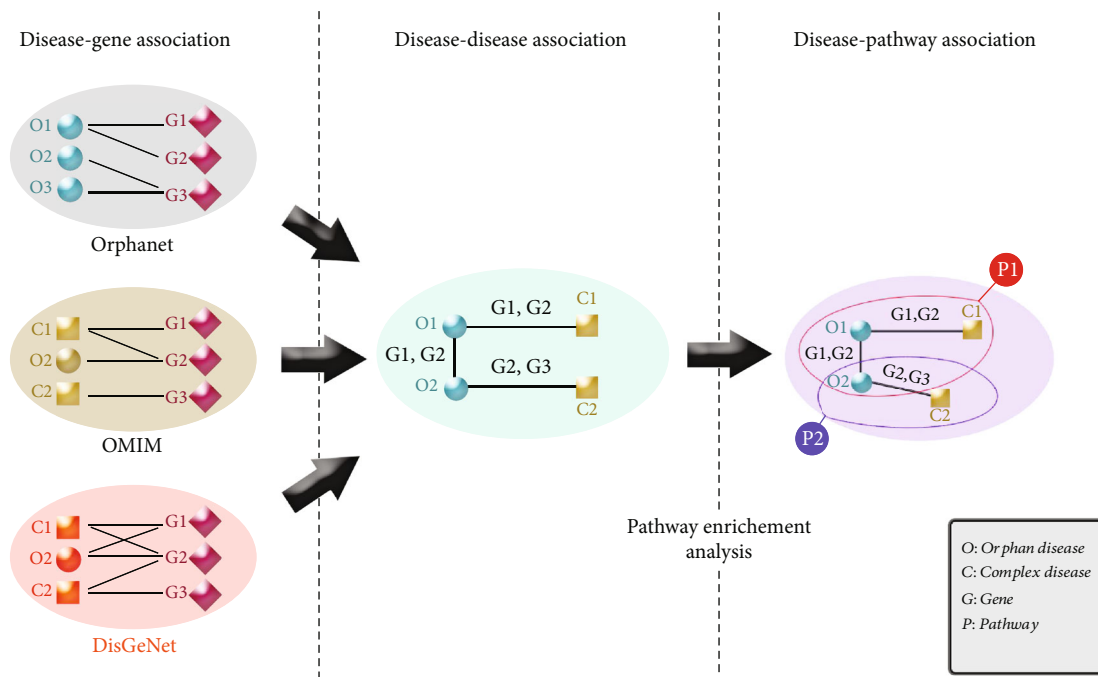 Disease-gene association
O1
G1
O2
G2
O3
G3
Orphanet
C1
G1
O2
G2
C2
G3
OMIM
C1
G1
O2
G2
C2
G3
DisGeNet
Disease-disease association
C1
G1, G2
O1
G1, G2
G2, G3
O2
C2
Pathway enrichement
analysis
Disease-pathway association
P1
C1
G1,G2
O1
G1,G2
G2,G3
O2
C2
P2
O: Orphan disease
C: Complex disease
G: Gene
P: Pathway